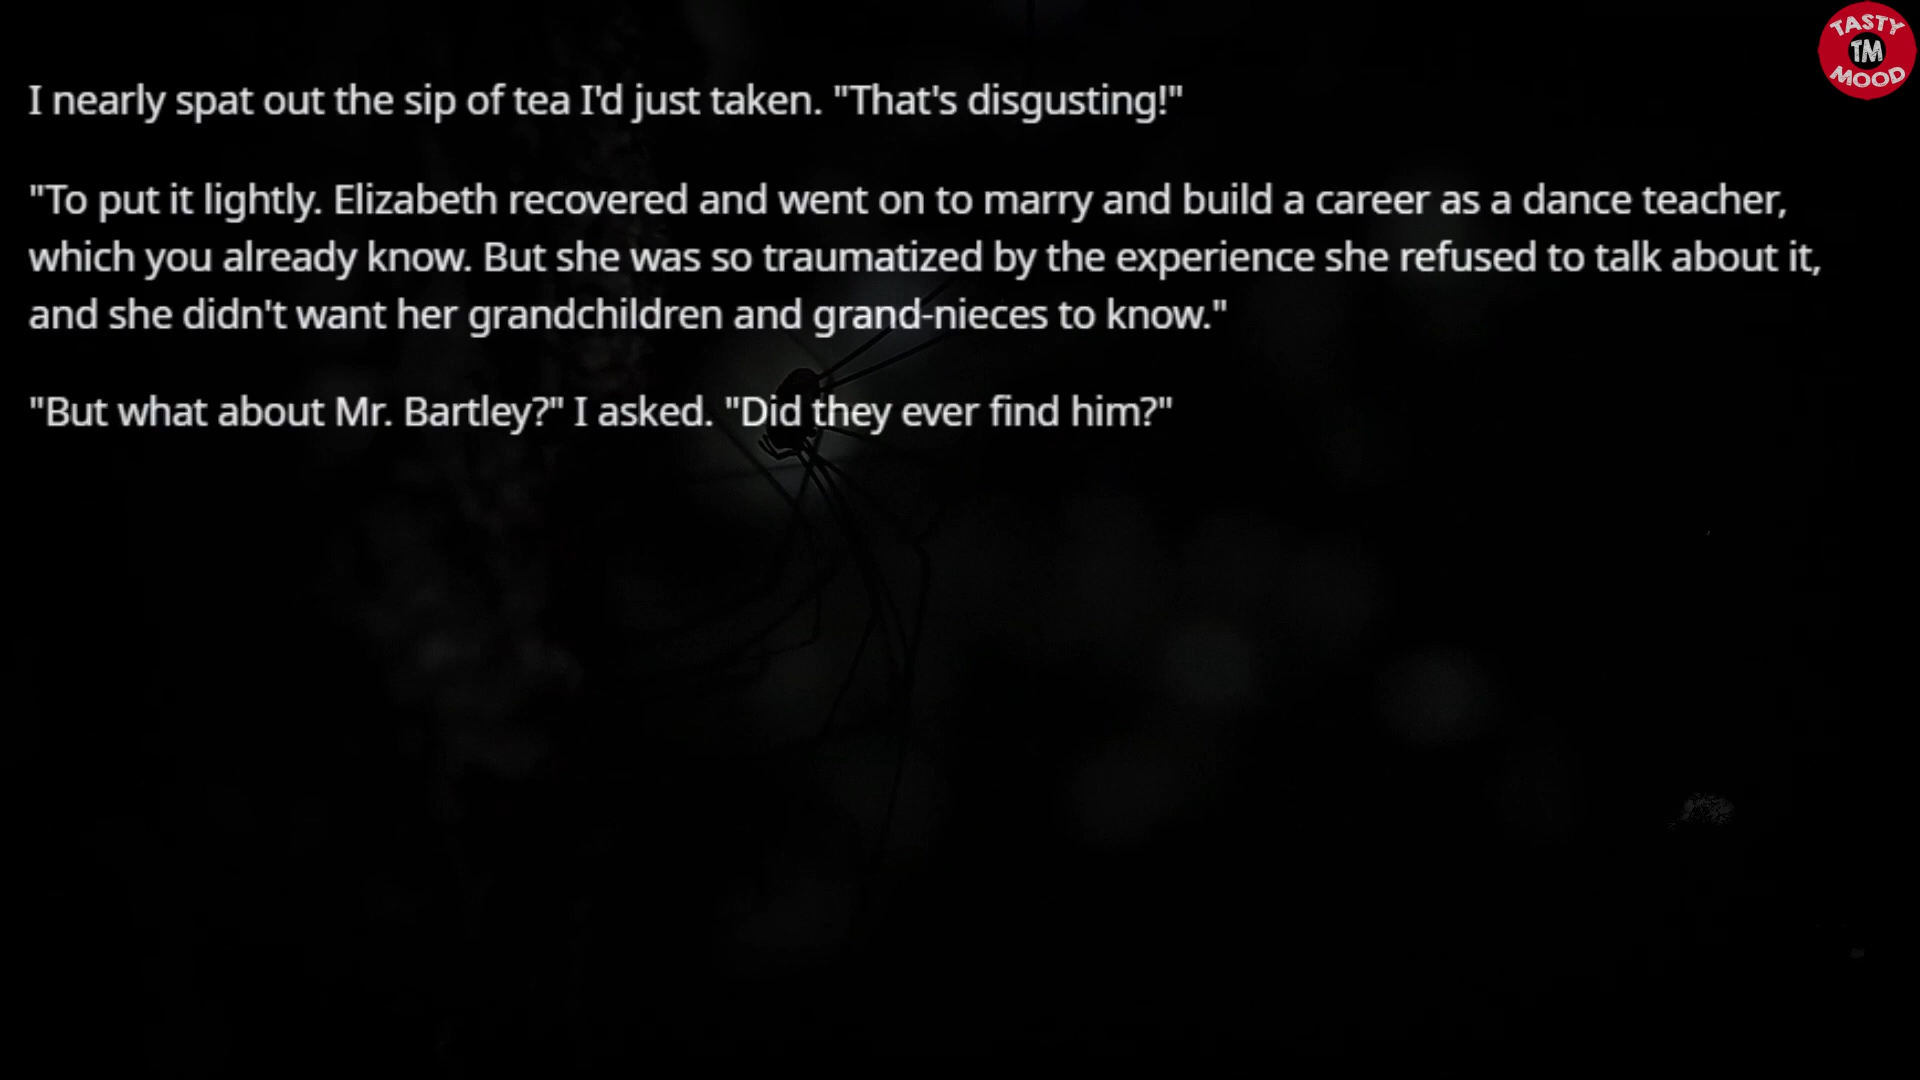 TASTY
TM
MOOD
I nearly spat out the sip of tea I'd just taken. "That's disgusting!"
"To put it lightly. Elizabeth recovered and went on to marry and build a career as a dance teacher,
which you already know. But she was so traumatized by the experience she refused to talk about it,
and she didn't want her grandchildren and grand-nieces to know."
"But what about Mr. Bartley?" I asked. "Did they ever find him?"